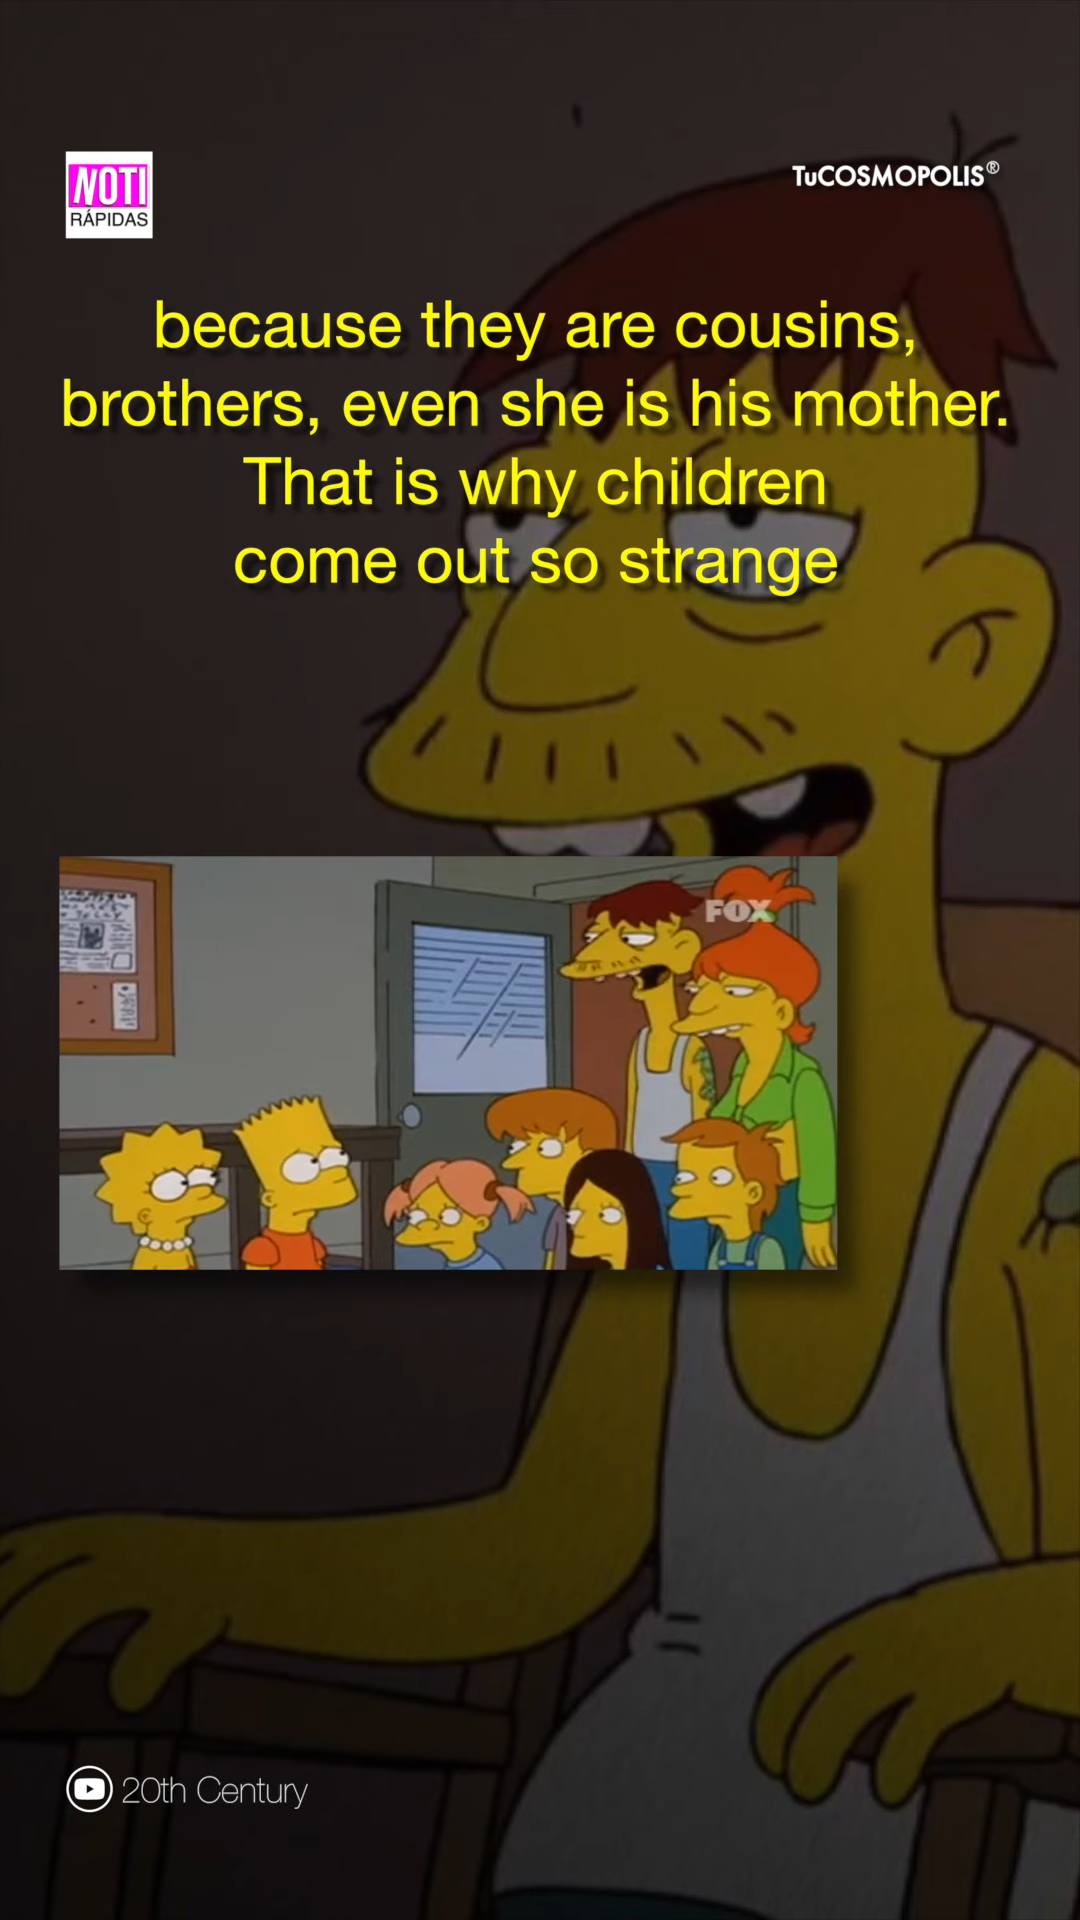 NOTI
RÁPIDAS
TuCOSMOPOLIS®
because they are cousins,
brothers, even she is his mother.
That is why children
come out so strange
FOX
20th Century